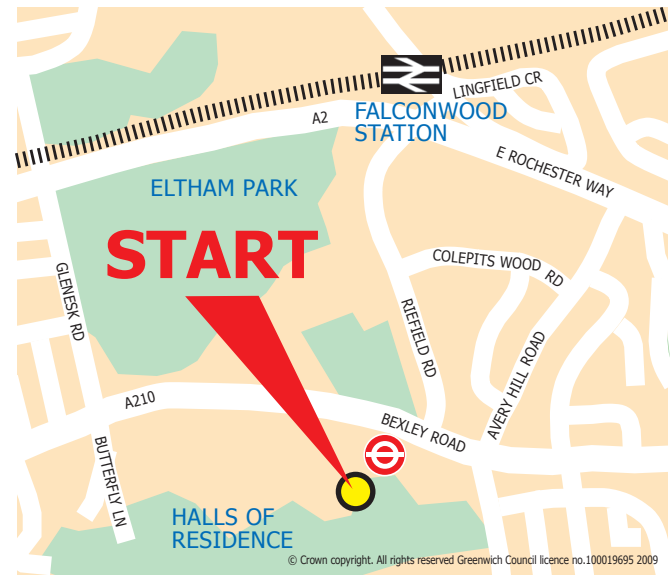 LINGFIELD CR
A2
FALCONWOOD
STATION
E ROCHESTER WAY
ELTHAM PARK
START
COLEPITS WOOD RD
GLENESK RD
RIEFIELD RD
AVERY HILL ROAD
A210
BEXLEY ROAD
BUTTERFLY LN
HALLS OF
RESIDENCE
© Crown copyright. All rights reserved Greenwich Council licence no.100019695 2009